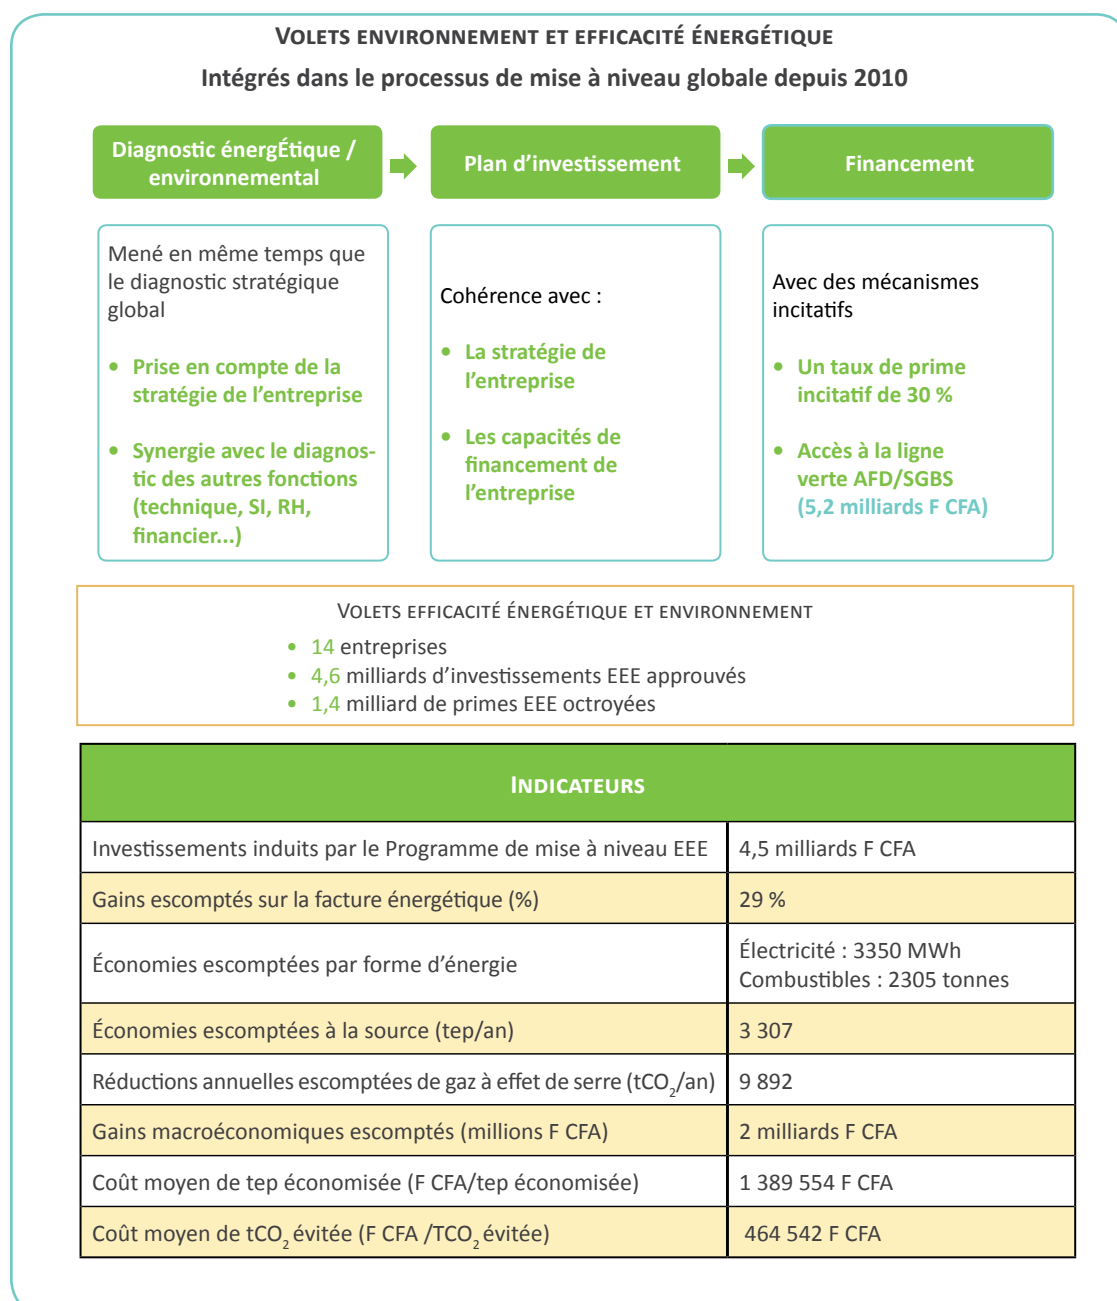 Volets environnement et efficacité énergétique
Intégrés dans le processus de mise à niveau globale depuis 2010
Diagnostic énergÉtique /
environnemental
Plan d’investissement
Financement
Mené en même temps que
le diagnostic stratégique
global
• Prise en compte de la
stratégie de l’entreprise
• Synergie avec le diagnos-
tic des autres fonctions
(technique, SI, RH,
financier...)
Cohérence avec :
• La stratégie de
l’entreprise
• Les capacités de
financement de
l’entreprise
Avec des mécanismes
incitatifs
• Un taux de prime
incitatif de 30 %
• Accès à la ligne
verte AFD/SGBS
(5,2 milliards F CFA)
Volets efficacité énergétique et environnement
• 14 entreprises
• 4,6 milliards d’investissements EEE approuvés
• 1,4 milliard de primes EEE octroyées
Indicateurs
Investissements induits par le Programme de mise à niveau EEE 4,5 milliards F CFA
Gains escomptés sur la facture énergétique (%) 29 %
Économies escomptées par forme d’énergie Électricité : 3350 MWh
Combustibles : 2305 tonnes
Économies escomptées à la source (tep/an) 3 307
Réductions annuelles escomptées de gaz à effet de serre (tCO₂/an) 9 892
Gains macroéconomiques escomptés (millions F CFA) 2 milliards F CFA
Coût moyen de tep économisée (F CFA/tep économisée) 1 389 554 F CFA
Coût moyen de tCO₂ évitée (F CFA /TCO₂ évitée) 464 542 F CFA